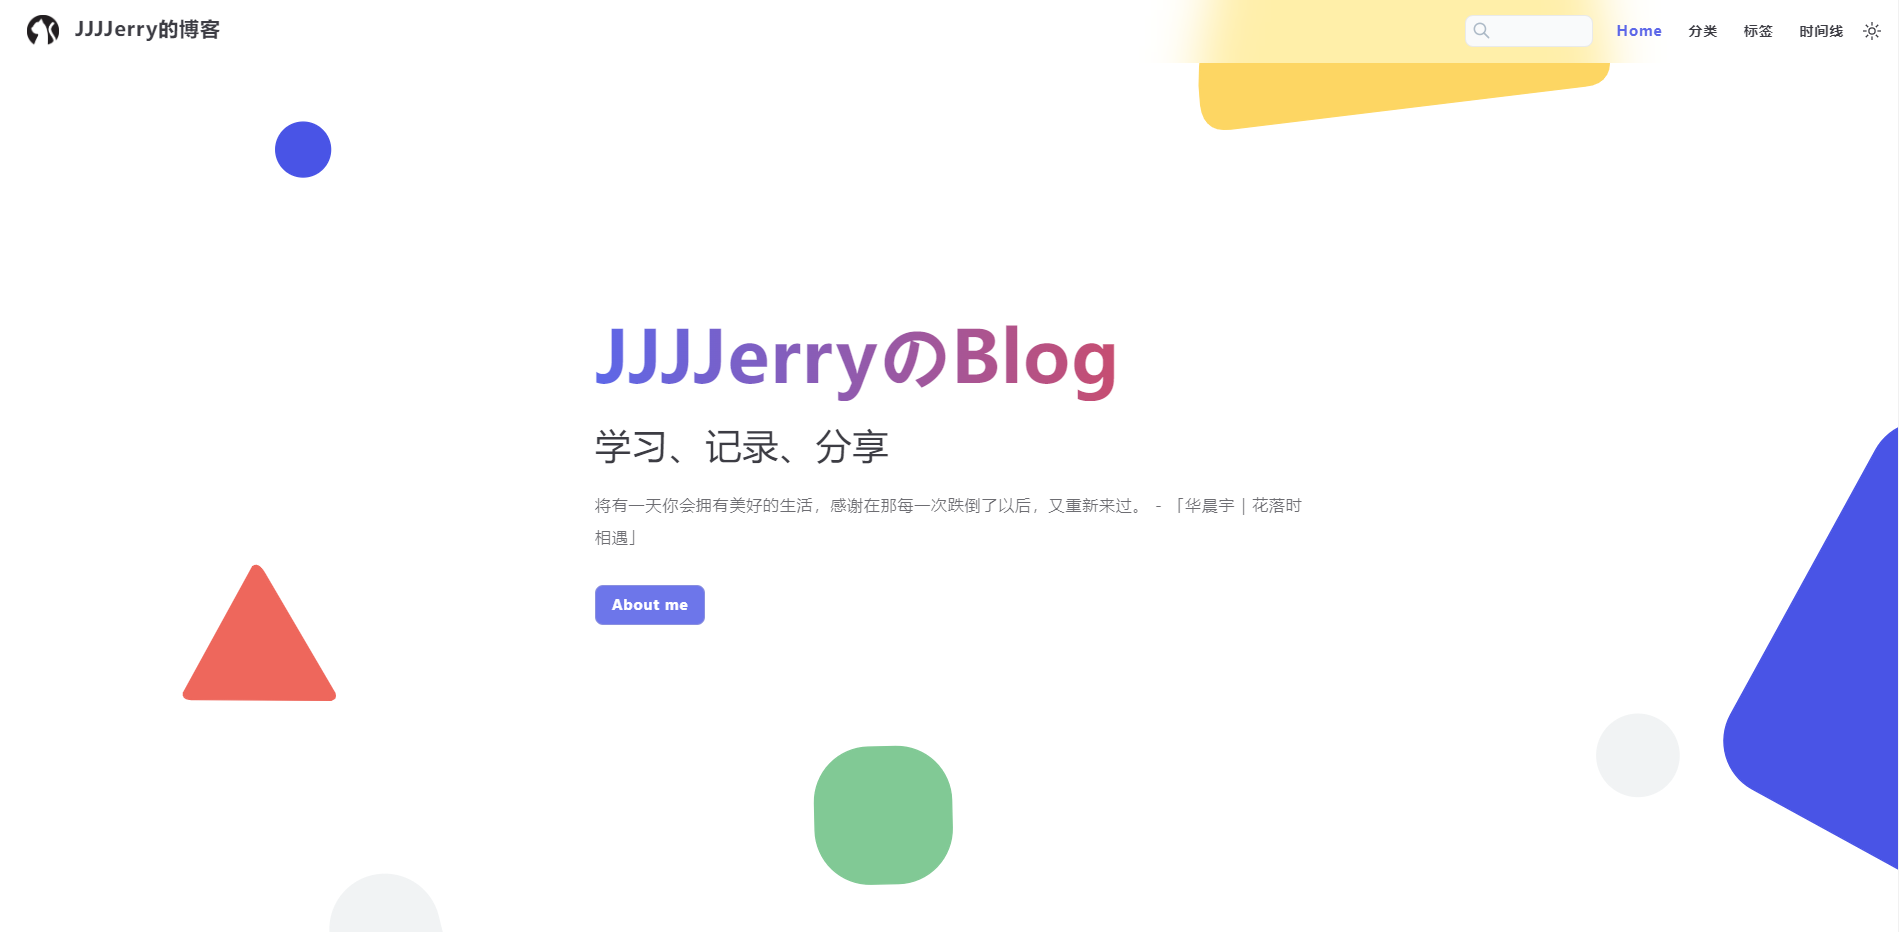 JJJJerry的博客
Home 分类 标签 时间线
JJJJerryのBlog
学习、记录、分享
将有一天你会拥有美好的生活，感谢在那每一次跌倒了以后，又重新来过。 - 「华晨宇 | 花落时
相遇」
About me